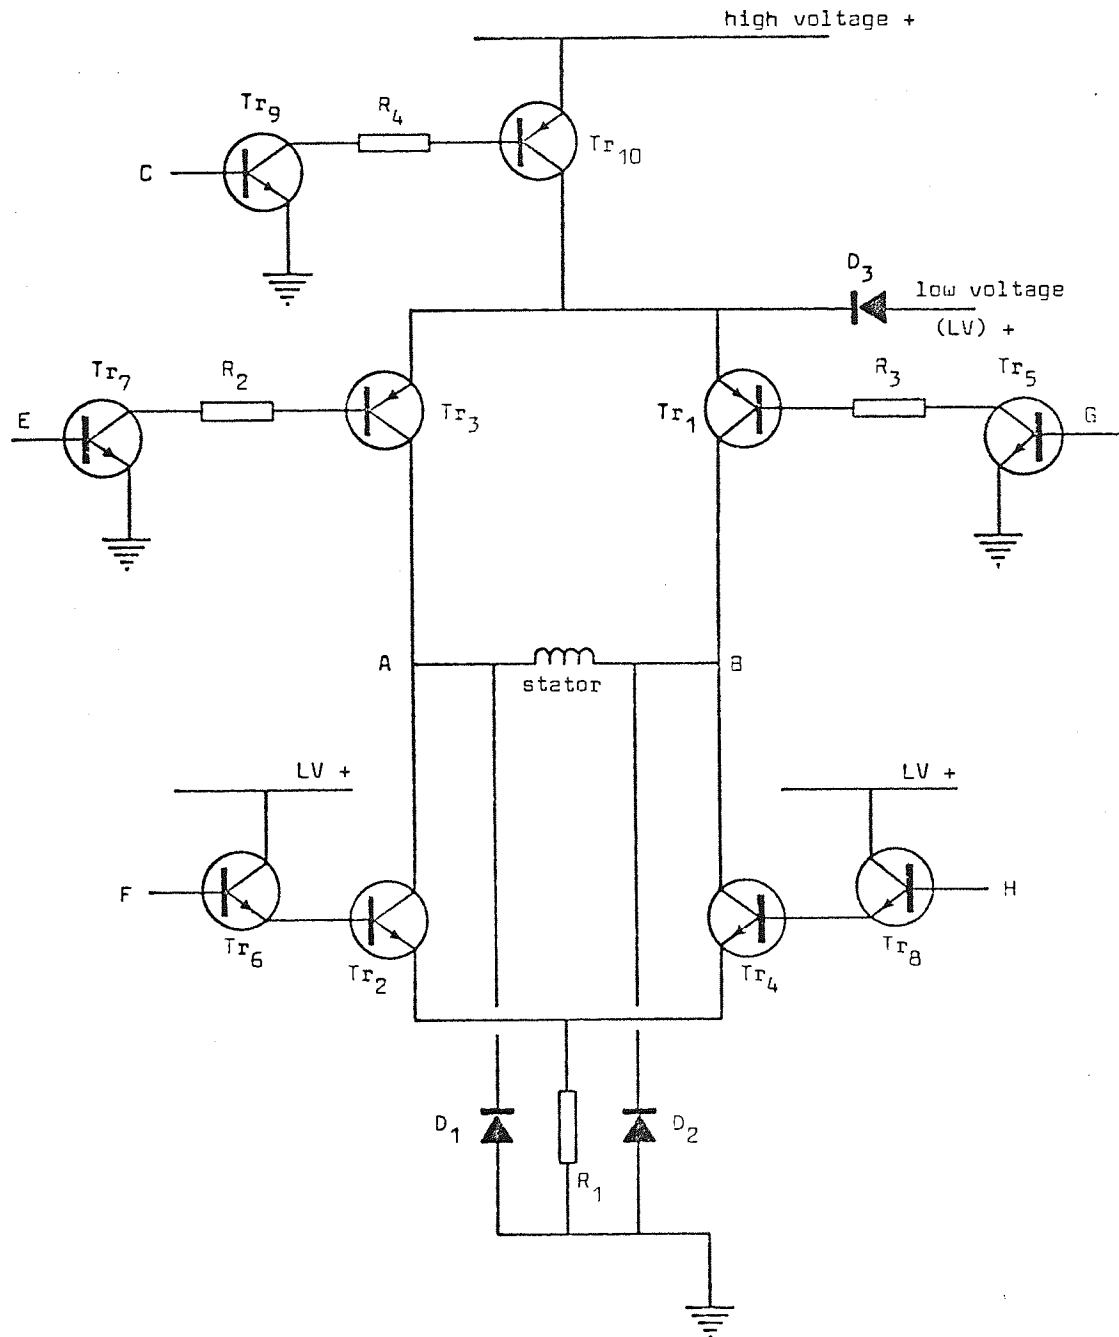 high voltage +
Tr9
R4
Tr10
C
D3
low voltage
(LV) +
Tr7
R2
Tr3
Tr1
R3
Tr5
E
G
A
stator
B
LV +
LV +
F
H
Tr6
Tr2
Tr4
Tr8
D1
D2
R1